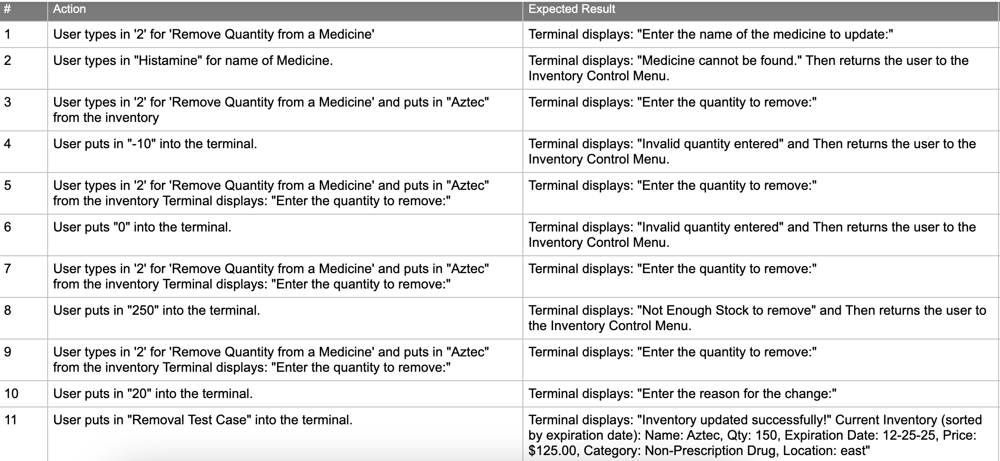 # Action Expected Result
1 User types in '2' for 'Remove Quantity from a Medicine' Terminal displays: "Enter the name of the medicine to update:"
2 User types in "Histamine" for name of Medicine. Terminal displays: "Medicine cannot be found." Then returns the user to the
Inventory Control Menu.
3 User types in '2' for 'Remove Quantity from a Medicine' and puts in "Aztec" Terminal displays: "Enter the quantity to remove:"
from the inventory
4 User puts in "-10" into the terminal. Terminal displays: "Invalid quantity entered" and Then returns the user to the
Inventory Control Menu.
5 User types in '2' for 'Remove Quantity from a Medicine' and puts in "Aztec" Terminal displays: "Enter the quantity to remove:"
from the inventory Terminal displays: "Enter the quantity to remove:"
6 User puts "0" into the terminal. Terminal displays: "Invalid quantity entered" and Then returns the user to the
Inventory Control Menu.
7 User types in '2' for 'Remove Quantity from a Medicine' and puts in "Aztec" Terminal displays: "Enter the quantity to remove:"
from the inventory Terminal displays: "Enter the quantity to remove:"
8 User puts in "250" into the terminal. Terminal displays: "Not Enough Stock to remove" and Then returns the user to
the Inventory Control Menu.
9 User types in '2' for 'Remove Quantity from a Medicine' and puts in "Aztec" Terminal displays: "Enter the quantity to remove:"
from the inventory Terminal displays: "Enter the quantity to remove:"
10 User puts in "20" into the terminal. Terminal displays: "Enter the reason for the change:"
11 User puts in "Removal Test Case" into the terminal. Terminal displays: "Inventory updated successfully!" Current Inventory (sorted
by expiration date): Name: Aztec, Qty: 150, Expiration Date: 12-25-25, Price:
$125.00, Category: Non-Prescription Drug, Location: east"